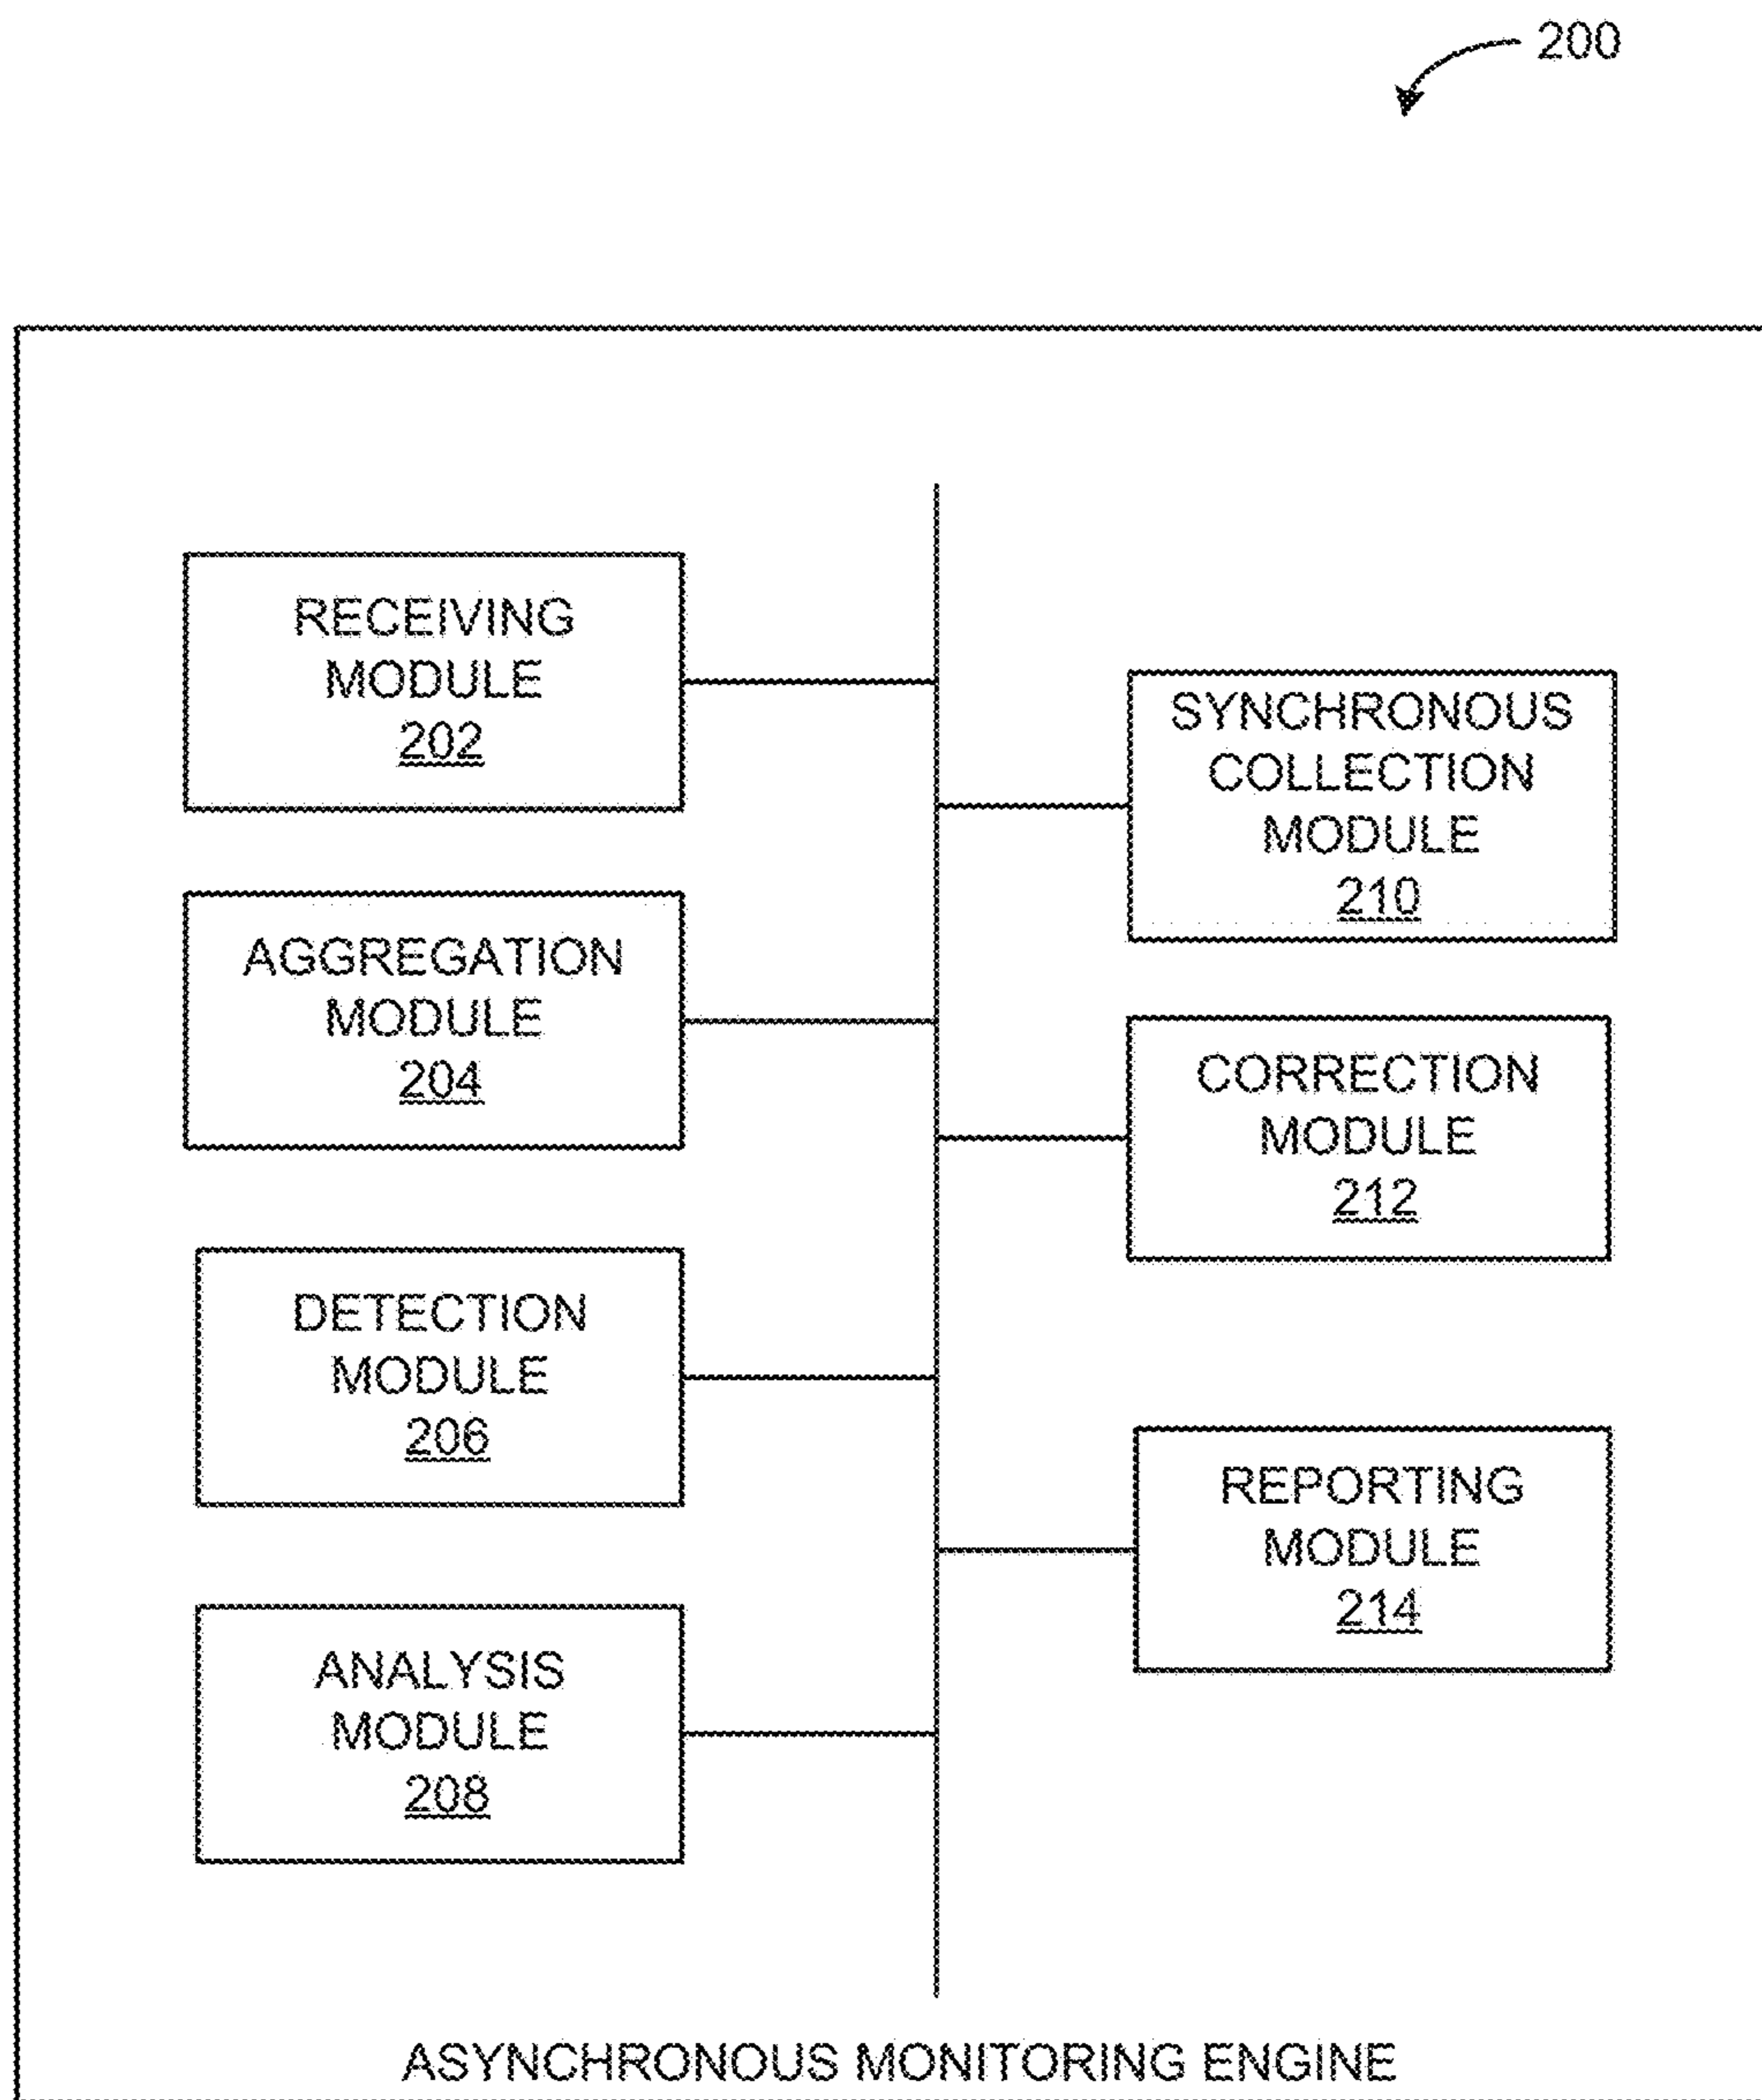 200
RECEIVING
MODULE
202
AGGREGATION
MODULE
204
DETECTION
MODULE
206
ANALYSIS
MODULE
208
SYNCHRONOUS
COLLECTION
MODULE
210
CORRECTION
MODULE
212
REPORTING
MODULE
214
ASYNCHRONOUS MONITORING ENGINE